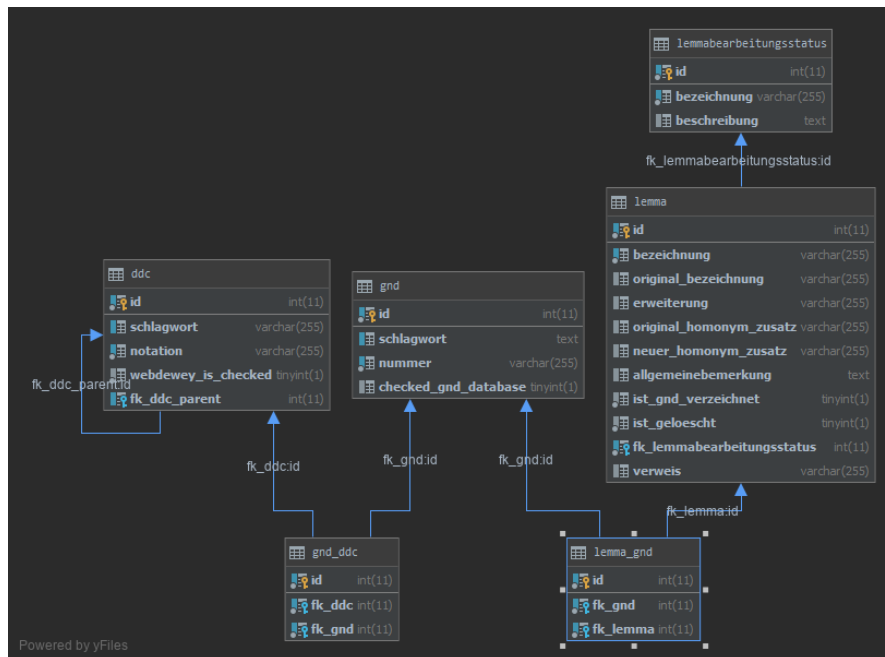 lemmabearbeitungsstatus
id int(11)
bezeichnung varchar(255)
beschreibung text
fk_lemmabearbeitungsstatus:id
lemma
id int(11)
bezeichnung varchar(255)
original_bezeichnung varchar(255)
erweiterung varchar(255)
original_homonym_zusatz varchar(255)
neuer_homonym_zusatz varchar(255)
allgemeinebemerkung text
ist_gnd_verzeichnet tinyint(1)
ist_geloescht tinyint(1)
fk_lemmabearbeitungsstatus int(11)
verweis varchar(255)
ddc
id int(11)
schlagwort varchar(255)
notation varchar(255)
webdewey_is_checked tinyint(1)
fk_ddc_parent int(11)
fk_ddc_parent:id
gnd
id int(11)
schlagwort text
nummer varchar(255)
checked_gnd_database tinyint(1)
fk_ddc:id
fk_gnd:id
fk_gnd:id
fk_lemma:id
gnd_ddc
id int(11)
fk_ddc int(11)
fk_gnd int(11)
lemma_gnd
id int(11)
fk_gnd int(11)
fk_lemma int(11)
Powered by yFiles